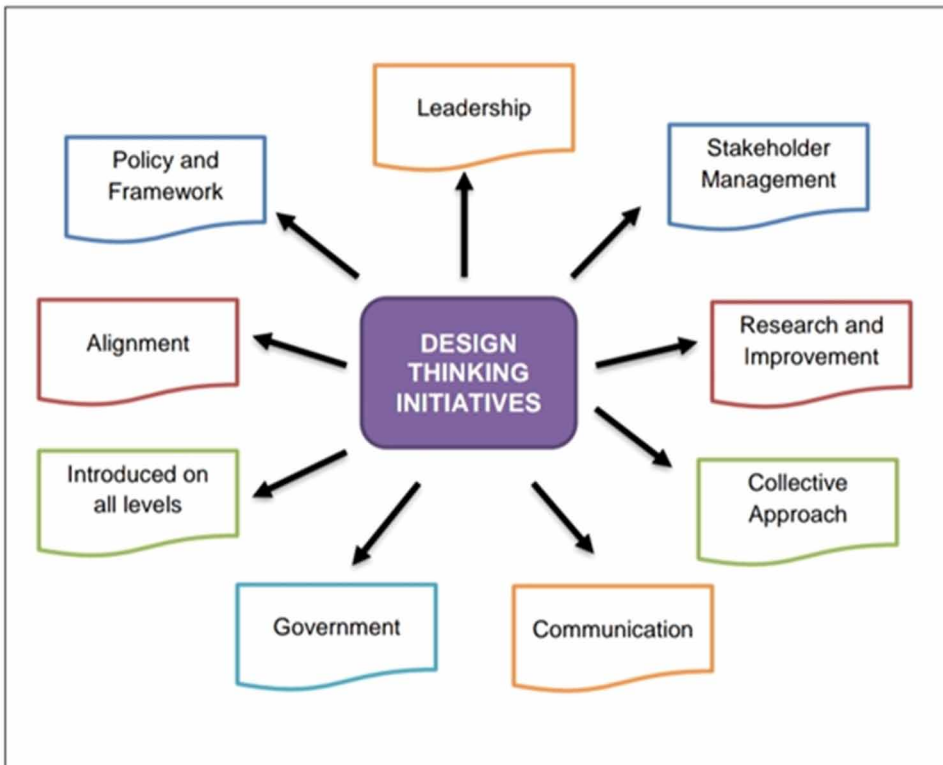 Leadership
Policy and
Framework
Stakeholder
Management
Alignment
DESIGN
THINKING
INITIATIVES
Research and
Improvement
Introduced on
all levels
Collective
Approach
Government
Communication